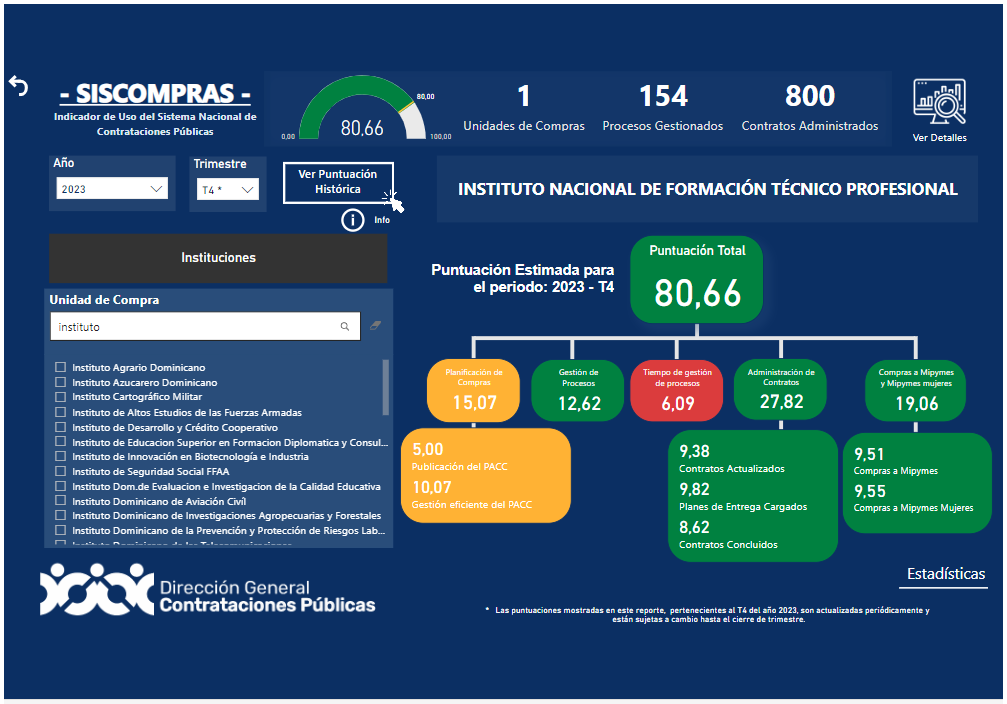 - SISCOMPRAS -
Indicador de Uso del Sistema Nacional de
Contrataciones Públicas
0,00
80,66
80,00
100,00
1
Unidades de Compras
154
Procesos Gestionados
800
Contratos Administrados
Ver Detalles
Año
2023
Trimestre
T4 *
Ver Puntuación
Histórica
Info
INSTITUTO NACIONAL DE FORMACIÓN TÉCNICO PROFESIONAL
Instituciones
Unidad de Compra
instituto
Instituto Agrario Dominicano
Instituto Azucarero Dominicano
Instituto Cartográfico Militar
Instituto de Altos Estudios de las Fuerzas Armadas
Instituto de Desarrollo y Crédito Cooperativo
Instituto de Educacion Superior en Formacion Diplomatica y Consul...
Instituto de Innovación en Biotecnología e Industria
Instituto de Seguridad Social FFAA
Instituto Dom.de Evaluacion e Investigacion de la Calidad Educativa
Instituto Dominicano de Aviación Civíl
Instituto Dominicano de Investigaciones Agropecuarias y Forestales
Instituto Dominicano de la Prevención y Protección de Riesgos Lab...
Instituto Dominicano de las Telecomunicaciones
Puntuación Estimada para
el periodo: 2023 - T4
Puntuación Total
80,66
Planificación de
Compras
15,07
Gestión de
Procesos
12,62
Tiempo de gestión
de procesos
6,09
Administración de
Contratos
27,82
Compras a Mipymes
y Mipymes mujeres
19,06
5,00
Publicación del PACC
10,07
Gestión eficiente del PACC
9,38
Contratos Actualizados
9,82
Planes de Entrega Cargados
8,62
Contratos Concluidos
9,51
Compras a Mipymes
9,55
Compras a Mipymes Mujeres
Dirección General
Contrataciones Públicas
Estadísticas
* Las puntuaciones mostradas en este reporte, pertenecientes al T4 del año 2023, son actualizadas periódicamente y
están sujetas a cambio hasta el cierre de trimestre.